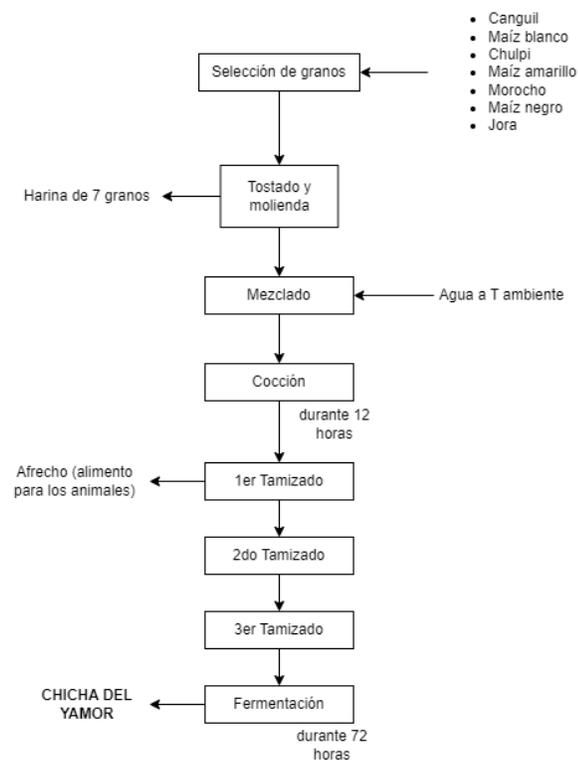 • Canguil
• Maíz blanco
• Chulpi
• Maíz amarillo
• Morocho
• Maíz negro
• Jora
Selección de granos
Tostado y
molienda
Harina de 7 granos
Mezclado
Agua a T ambiente
Cocción
durante 12
horas
Afrecho (alimento
para los animales)
1er Tamizado
2do Tamizado
3er Tamizado
CHICHA DEL
YAMOR
Fermentación
durante 72
horas